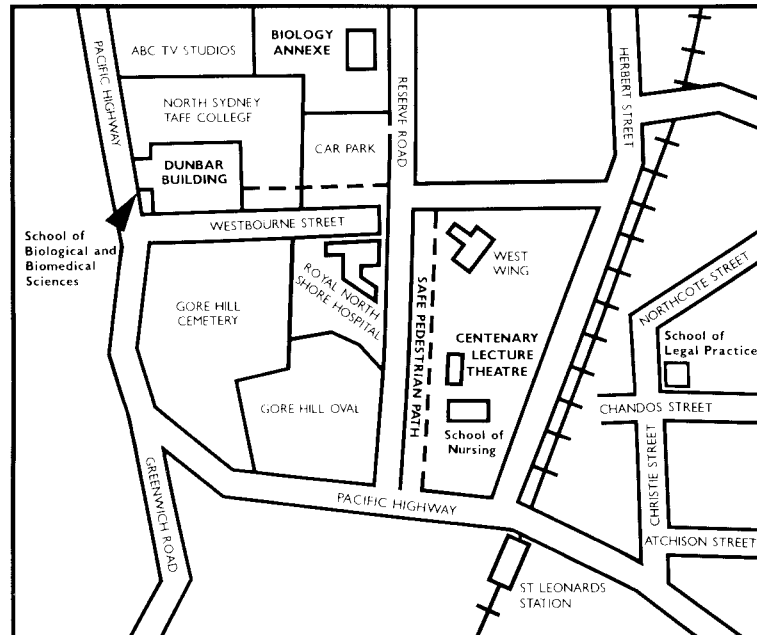 PACIFIC HIGHWAY
ABC TV STUDIOS
BIOLOGY
ANNEXE
RESERVE ROAD
HERBERT STREET
NORTH SYDNEY
TAFF COLLEGE
CAR PARK
DUNBAR
BUILDING
WESTBOURNE STREET
School of
Biological and
Biomedical
Sciences
ROYAL NORTH
SHORE HOSPITAL
WEST
WING
SAFE PEDESTRIAN PATH
GORE HILL
CEMETERY
NORTHCOTE STREET
CENTENARY
LECTURE
THEATRE
School of
Legal Practice
GORE HILL OVAL
CHANDOS STREET
School of
Nursing
CHRISTIE STREET
GREENWICH ROAD
PACIFIC HIGHWAY
ATCHISON STREET
ST LEONARDS
STATION